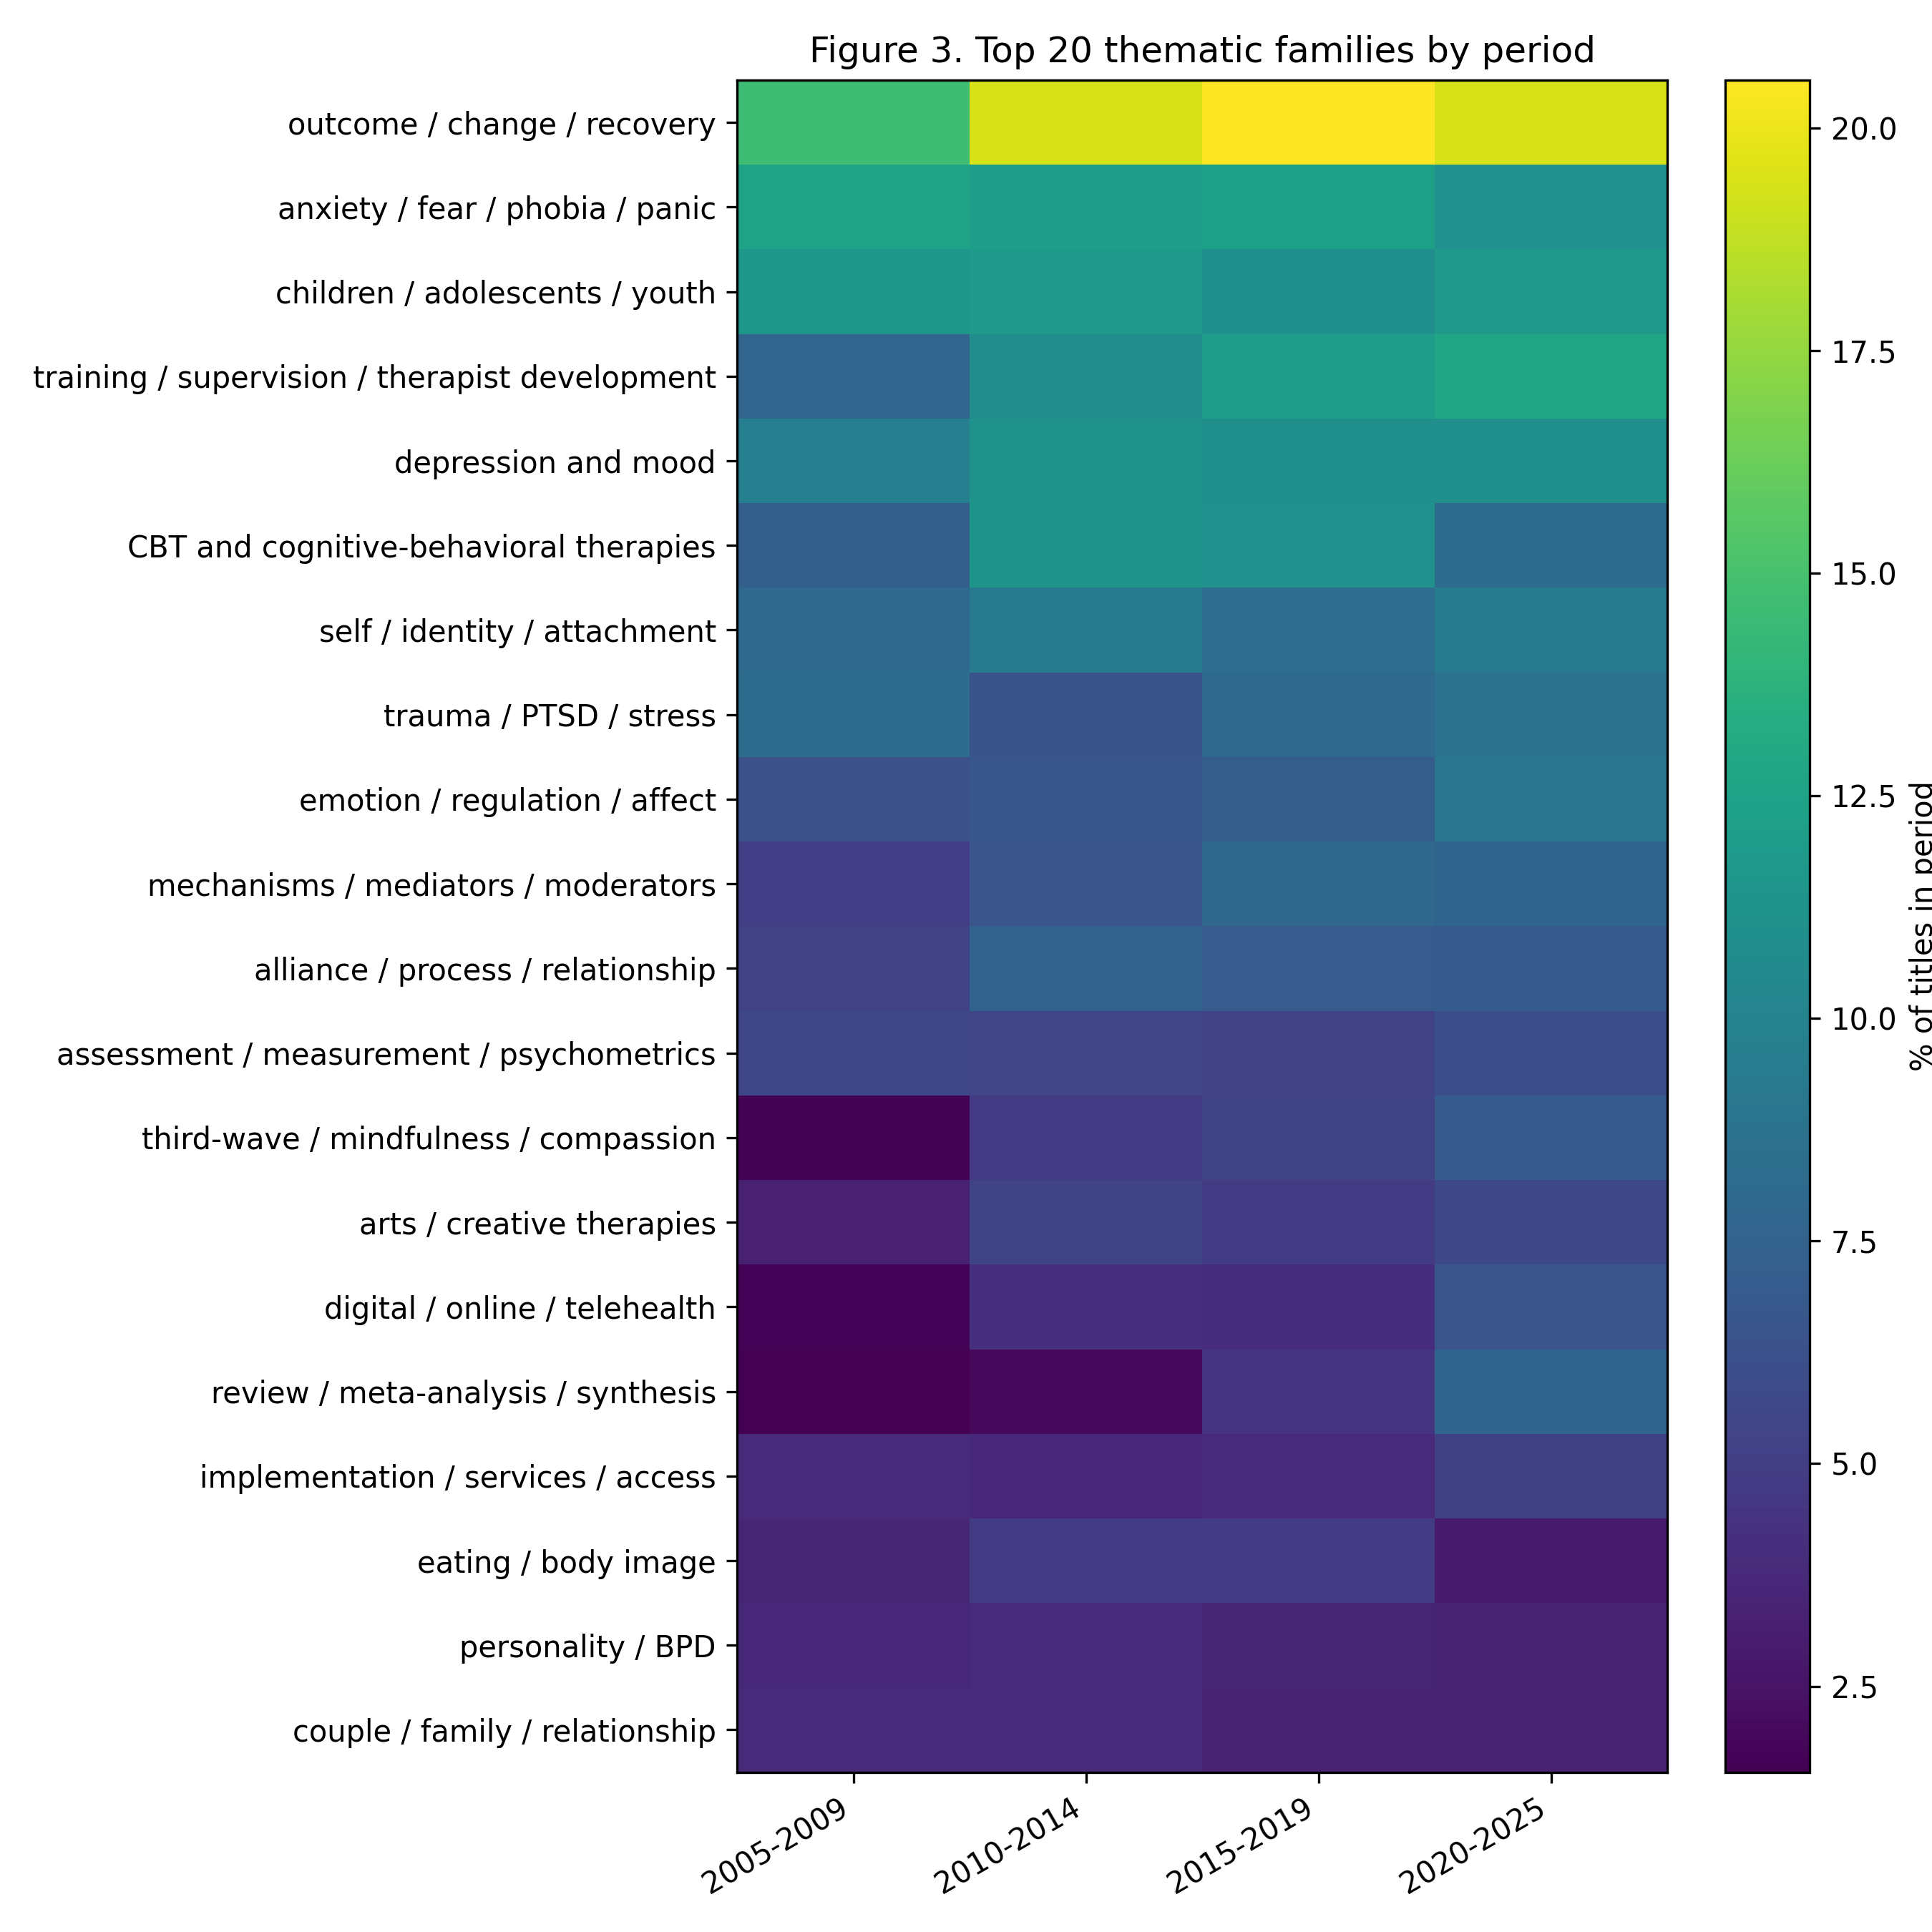 Figure 3. Top 20 thematic families by period
outcome / change / recovery
anxiety / fear / phobia / panic
children / adolescents / youth
training / supervision / therapist development
depression and mood
CBT and cognitive-behavioral therapies
self / identity / attachment
trauma / PTSD / stress
emotion / regulation / affect
mechanisms / mediators / moderators
alliance / process / relationship
assessment / measurement / psychometrics
third-wave / mindfulness / compassion
arts / creative therapies
digital / online / telehealth
review / meta-analysis / synthesis
implementation / services / access
eating / body image
personality / BPD
couple / family / relationship
2005-2009
2010-2014
2015-2019
2020-2025
20.0
17.5
15.0
12.5
10.0
7.5
5.0
2.5
% of titles in period